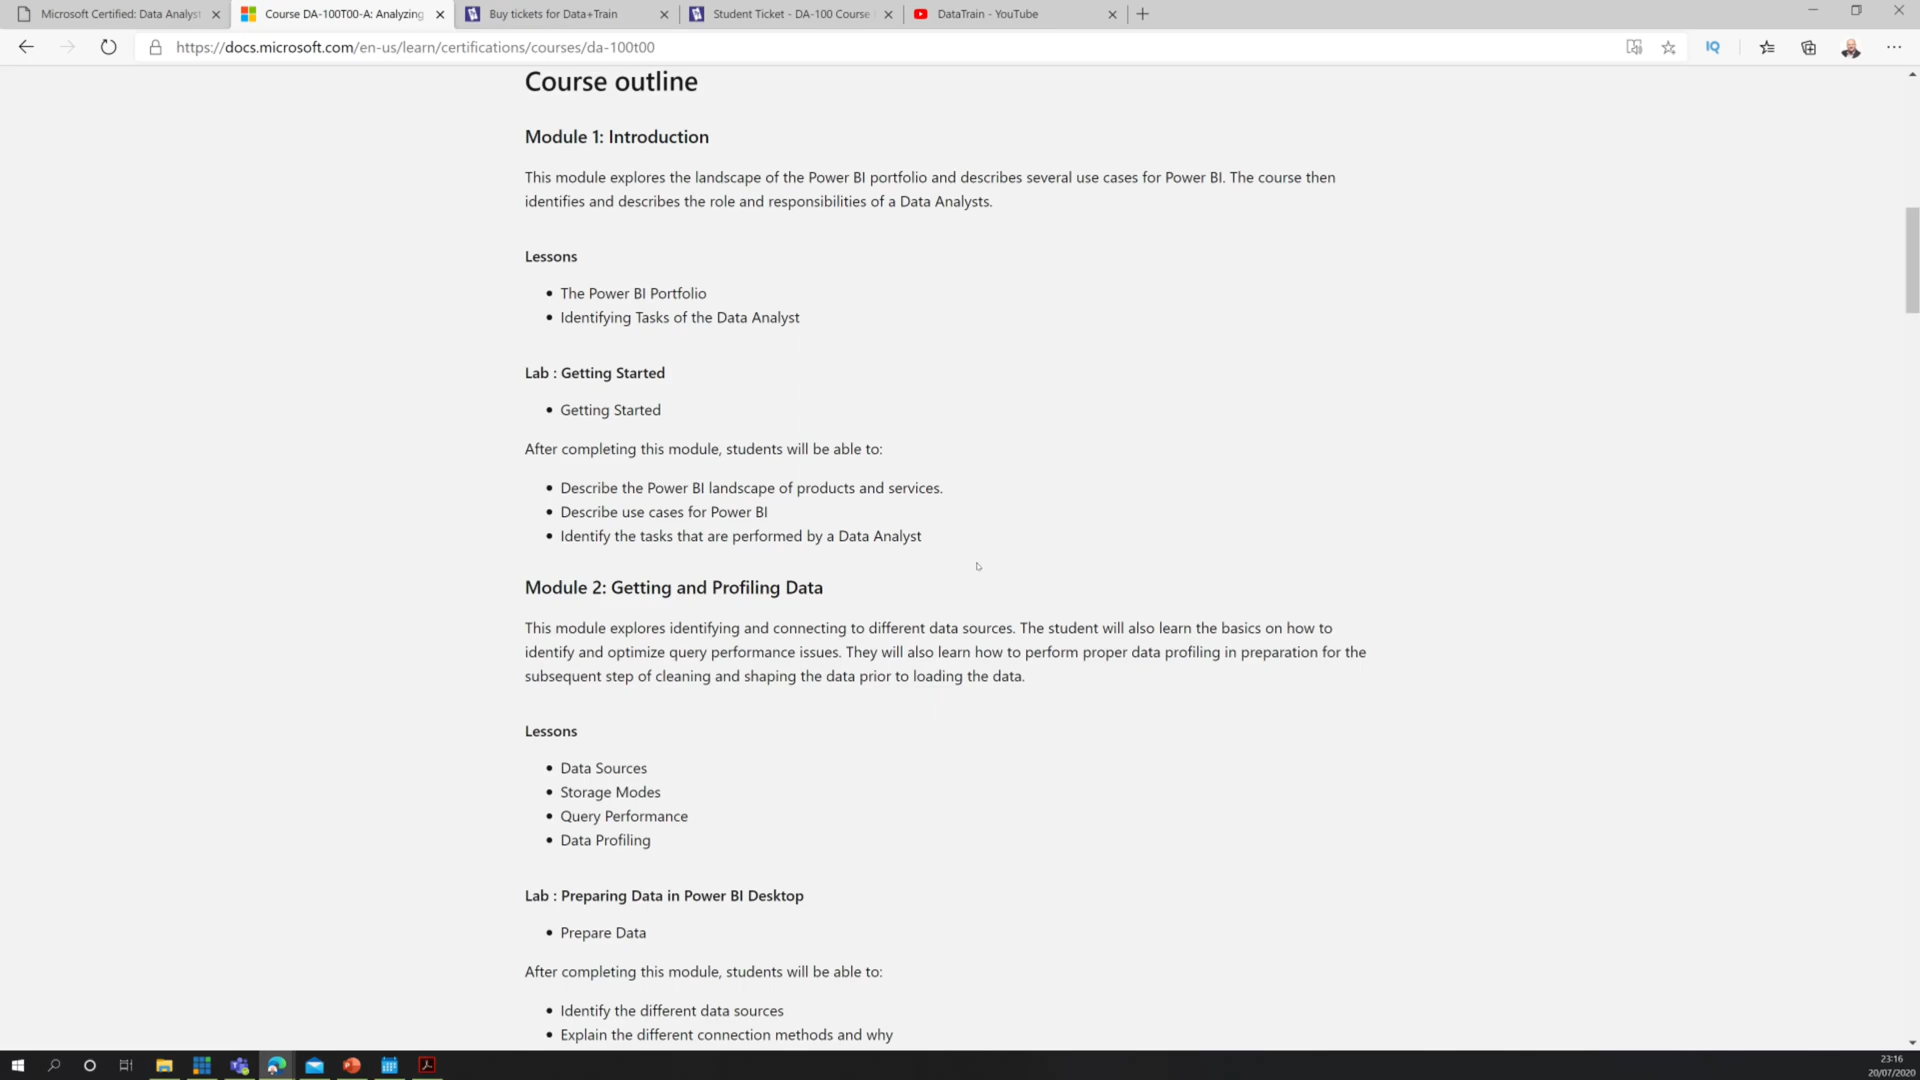 Microsoft Certified: Data Analyst
Course DA-100T00-A: Analyzing
Buy tickets for Data+Train
Student Ticket - DA-100 Course
DataTrain - YouTube
https://docs.microsoft.com/en-us/learn/certifications/courses/da-100t00
IQ
Course outline
Module 1: Introduction
This module explores the landscape of the Power BI portfolio and describes several use cases for Power BI. The course then
identifies and describes the role and responsibilities of a Data Analysts.
Lessons
• The Power BI Portfolio
• Identifying Tasks of the Data Analyst
Lab : Getting Started
• Getting Started
After completing this module, students will be able to:
• Describe the Power BI landscape of products and services.
• Describe use cases for Power BI
• Identify the tasks that are performed by a Data Analyst
Module 2: Getting and Profiling Data
This module explores identifying and connecting to different data sources. The student will also learn the basics on how to
identify and optimize query performance issues. They will also learn how to perform proper data profiling in preparation for the
subsequent step of cleaning and shaping the data prior to loading the data.
Lessons
• Data Sources
• Storage Modes
• Query Performance
• Data Profiling
Lab : Preparing Data in Power BI Desktop
• Prepare Data
After completing this module, students will be able to:
• Identify the different data sources
• Explain the different connection methods and why
23:16
20/07/2020